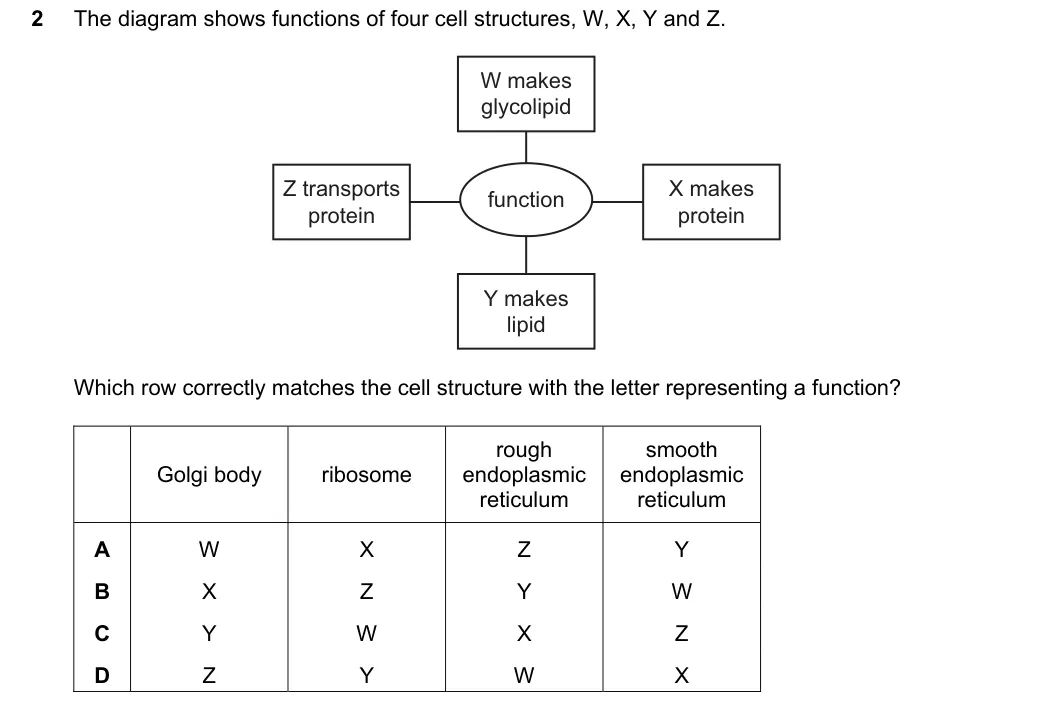 2 The diagram shows functions of four cell structures, W, X, Y and Z.
W makes
glycolipid
Z transports
protein
function
X makes
protein
Y makes
lipid
Which row correctly matches the cell structure with the letter representing a function?
Golgi body ribosome rough endoplasmic reticulum smooth endoplasmic reticulum
A W X Z Y
B X Z Y W
C Y W X Z
D Z Y W X